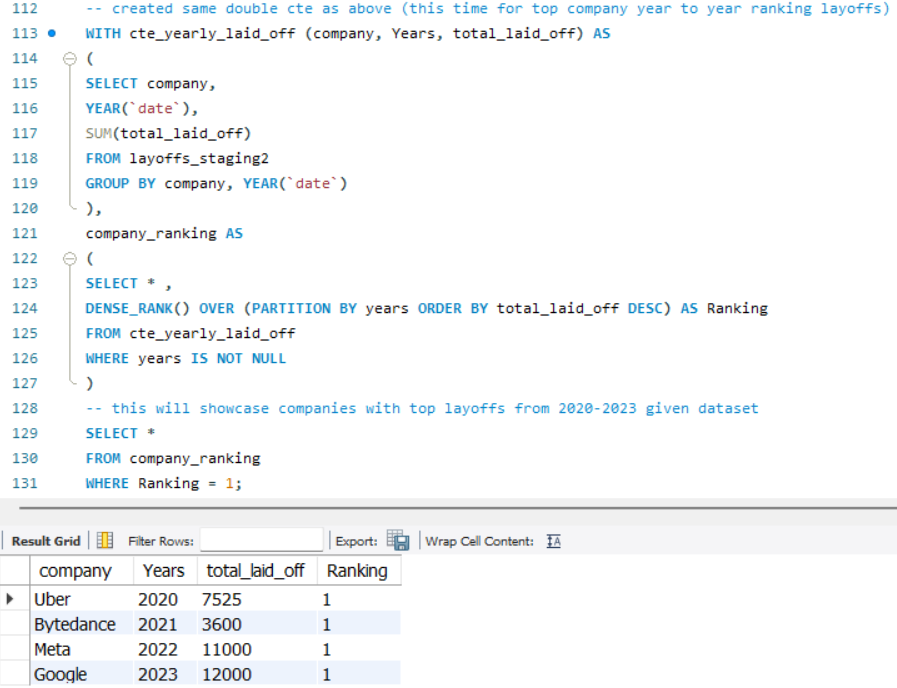 112 -- created same double cte as above (this time for top company year to year ranking layoffs)
113 WITH cte_yearly_laid_off (company, Years, total_laid_off) AS
114 (
115 SELECT company,
116 YEAR(`date`),
117 SUM(total_laid_off)
118 FROM layoffs_staging2
119 GROUP BY company, YEAR(`date`)
120 ),
121 company_ranking AS
122 (
123 SELECT * ,
124 DENSE_RANK() OVER (PARTITION BY years ORDER BY total_laid_off DESC) AS Ranking
125 FROM cte_yearly_laid_off
126 WHERE years IS NOT NULL
127 )
128 -- this will showcase companies with top layoffs from 2020-2023 given dataset
129 SELECT *
130 FROM company_ranking
131 WHERE Ranking = 1;
Result Grid Filter Rows: Export: Wrap Cell Content: IA
company Years total_laid_off Ranking
Uber 2020 7525 1
Bytedance 2021 3600 1
Meta 2022 11000 1
Google 2023 12000 1